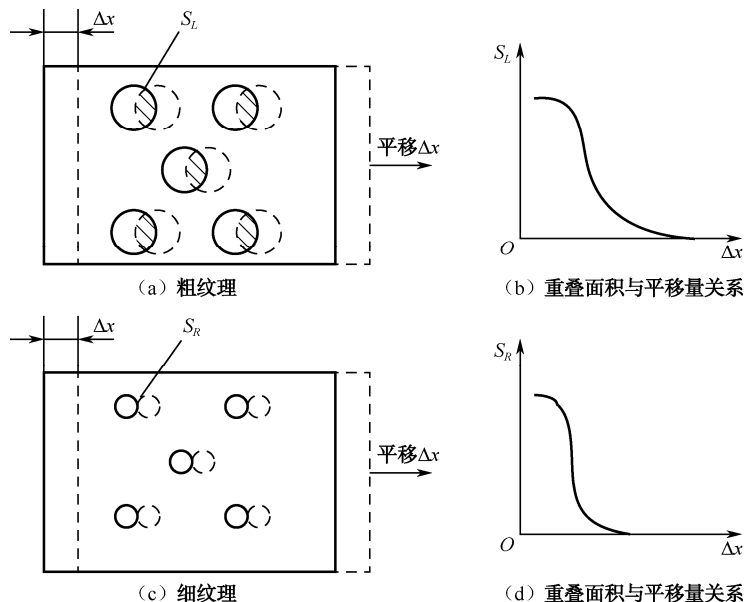 Δx
S_L
平移Δx
(a) 粗纹理
S_L
O
Δx
(b) 重叠面积与平移量关系
Δx
S_R
平移Δx
(c) 细纹理
S_R
O
Δx
(d) 重叠面积与平移量关系